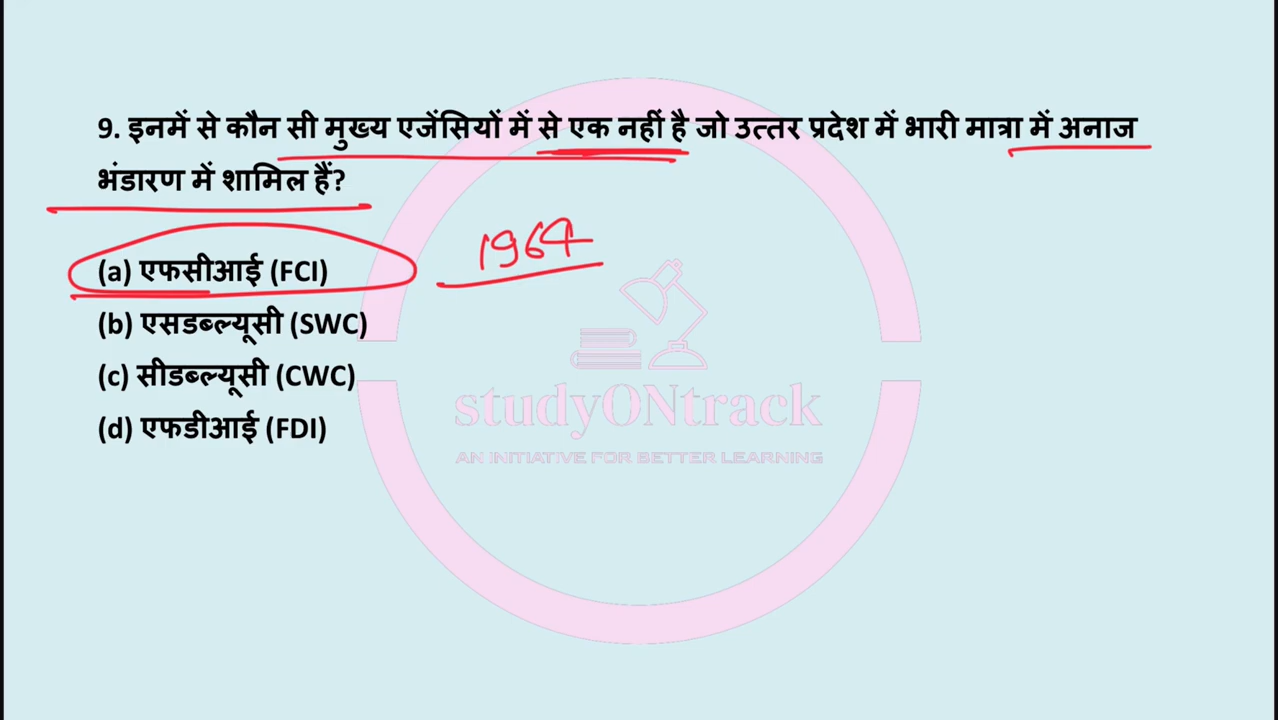 9. इनमें से कौन सी मुख्य एजेंसियों में से एक नहीं है जो उत्तर प्रदेश में भारी मात्रा में अनाज
भंडारण में शामिल हैं?
1964
(a) एफसीआई (FCI)
(b) एसडब्ल्यूसी (SWC)
(c) सीडब्ल्यूसी (CWC)
(d) एफडीआई (FDI)
studyONtrack
AN INITIATIVE FOR BETTER LEARNING